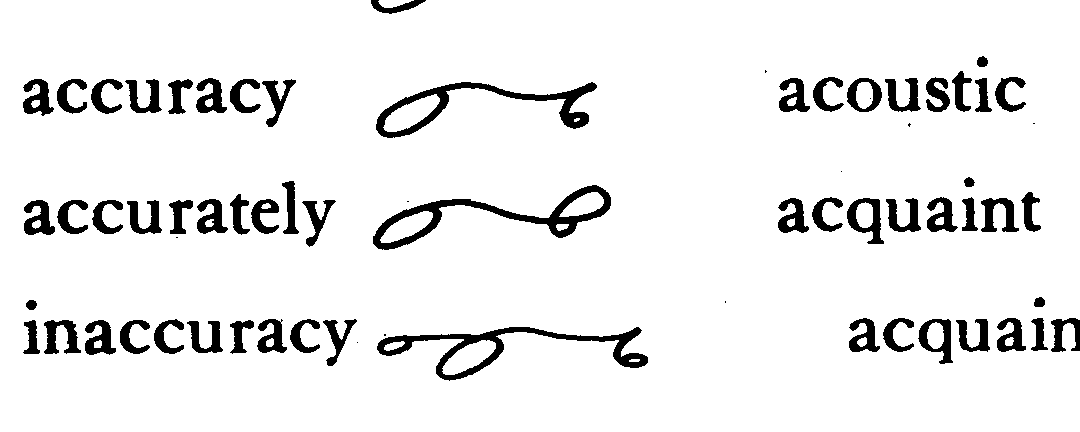 accuracy acoustic
accurately acquaint
inaccuracy acquain